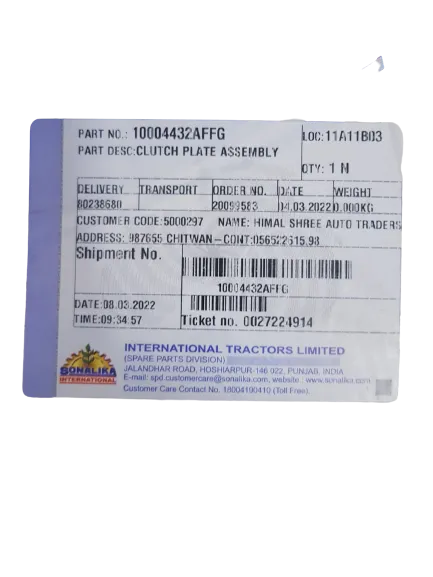 PART NO.: 10004432AFFG LOC:11A11B03
PART DESC:CLUTCH PLATE ASSEMBLY
QTY: 1 N
DELIVERY TRANSPORT ORDER NO. DATE WEIGHT
80238680 20099583 04.03.2022 0.000KG
CUSTOMER CODE:5000297 NAME: HIMAL SHREE AUTO TRADERS
ADDRESS: 987655 CHITWAN-CONT:
Shipment No.
10004432AFFG
DATE:08.03.2022
TIME:09:34:57 Ticket no. 0027224914
INTERNATIONAL TRACTORS LIMITED
(SPARE PARTS DIVISION)
JALANDHAR ROAD, HOSHIARPUR-146 022, PUNJAB, INDIA
E-mail: spd.customercare@sonalika.com, website : www.sonalika.com
Customer Care Contact No. 18004190410 (Toll Free).
SONALIKA
INTERNATIONAL